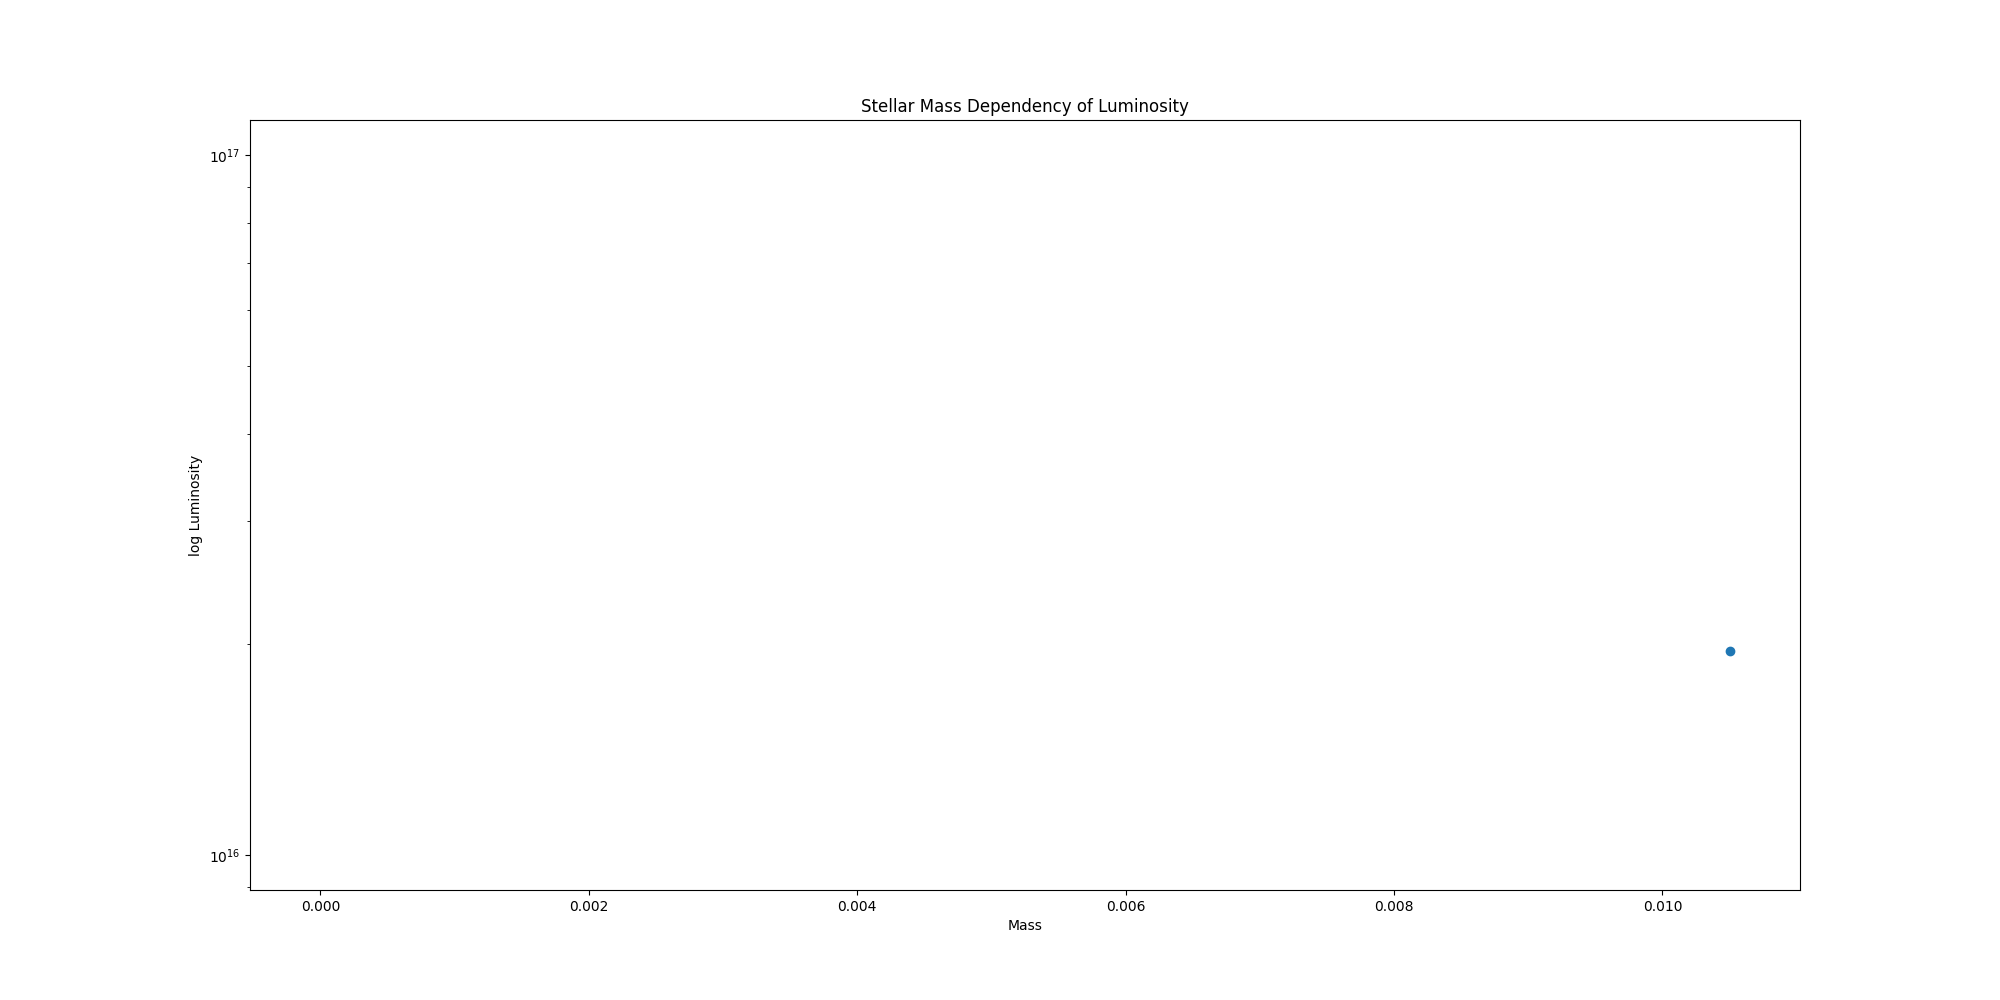 Stellar Mass Dependency of Luminosity
10^17
log Luminosity
10^16
0.000 0.002 0.004 0.006 0.008 0.010
Mass